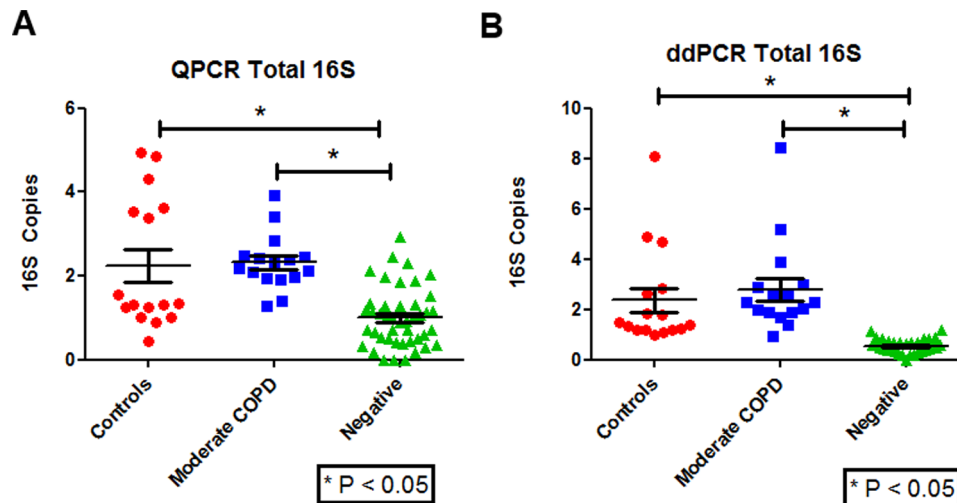 A
QPCR Total 16S
16S Copies
6
4
2
0
*
*
Controls
Moderate COPD
Negative
* P < 0.05
B
ddPCR Total 16S
16S Copies
10
8
6
4
2
0
*
*
Controls
Moderate COPD
Negative
* P < 0.05